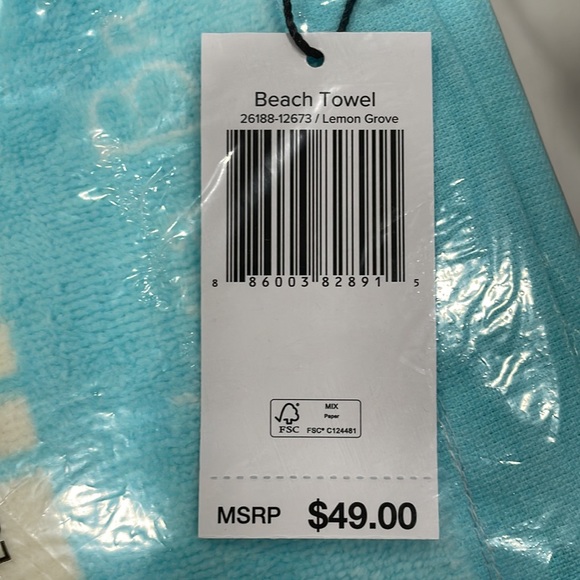 Beach Towel
26188-12673 / Lemon Grove
8 86003 82891 5
MIX
Paper
FSC
FSC® C124481
MSRP $49.00